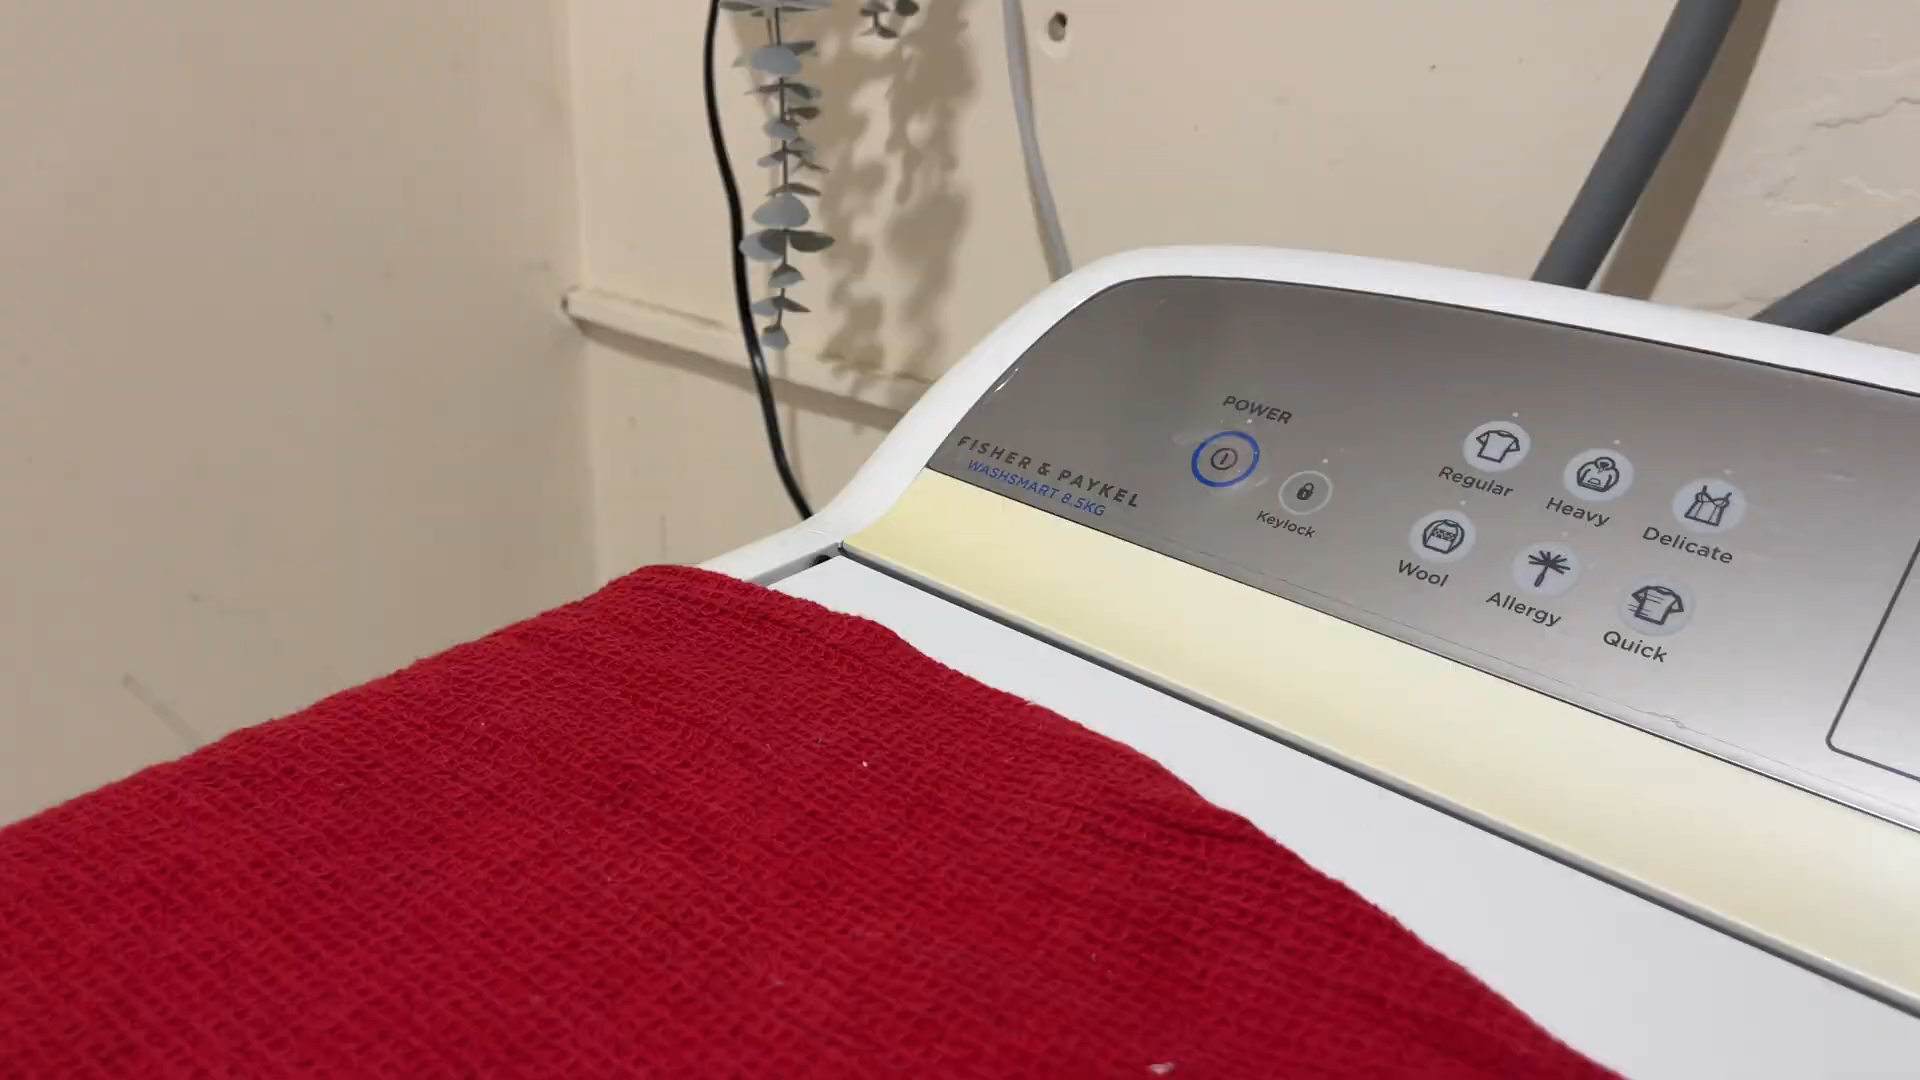 POWER
FISHER & PAYKEL
WASHSMART 8.5KG
Keylock
Regular
Heavy
Delicate
Wool
Allergy
Quick